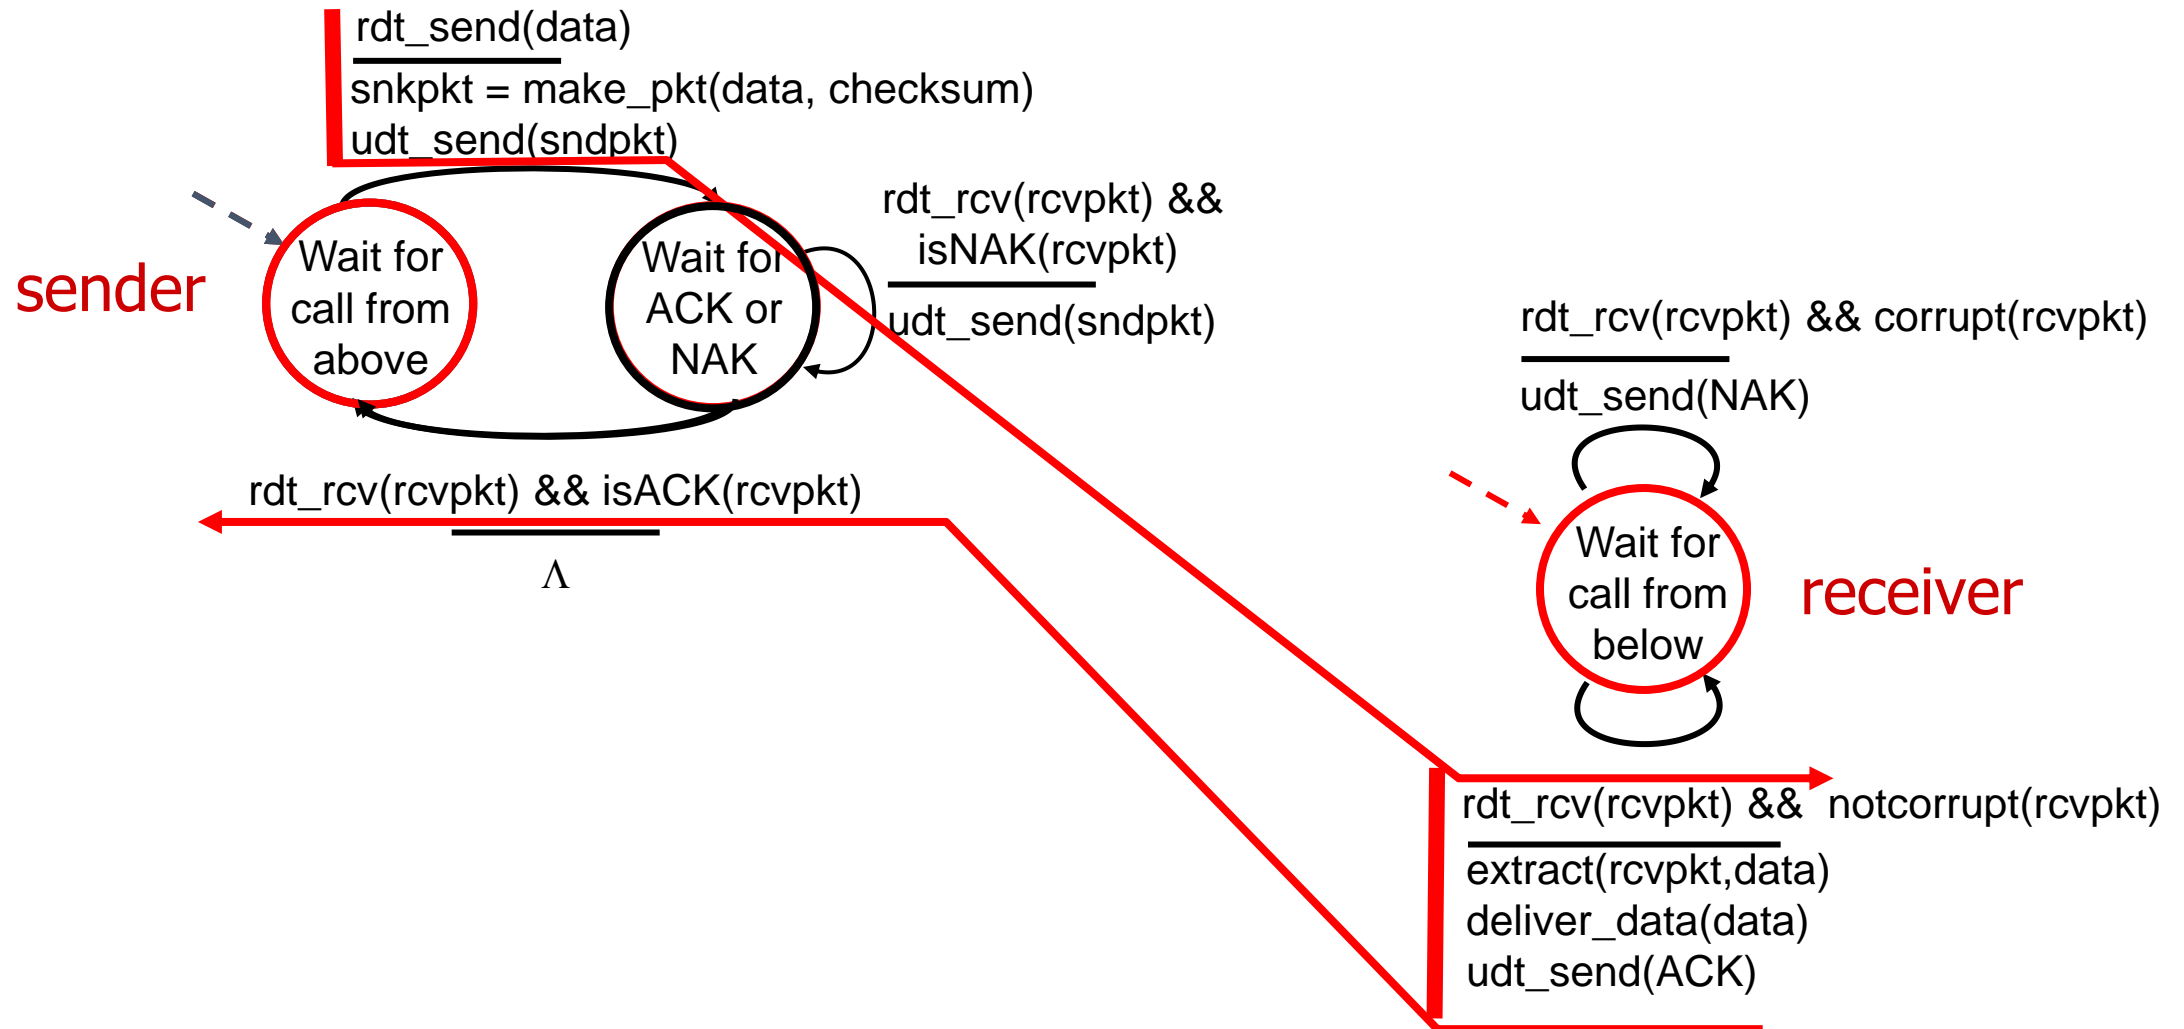 rdt_send(data)
snkpkt = make_pkt(data, checksum)
udt_send(sndpkt)
sender
Wait for
call from
above
Wait for
ACK or
NAK
rdt_rcv(rcvpkt) &&
isNAK(rcvpkt)
udt_send(sndpkt)
rdt_rcv(rcvpkt) && isACK(rcvpkt)
Λ
rdt_rcv(rcvpkt) && corrupt(rcvpkt)
udt_send(NAK)
Wait for
call from
below
receiver
rdt_rcv(rcvpkt) && notcorrupt(rcvpkt)
extract(rcvpkt,data)
deliver_data(data)
udt_send(ACK)